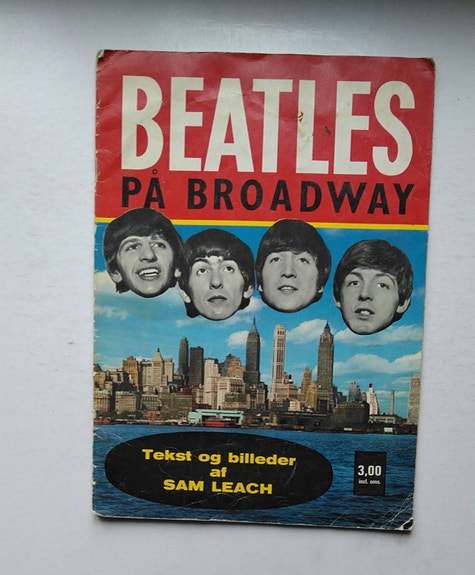 BEATLES
PÅ BROADWAY
Tekst og billeder
af
SAM LEACH
3,00
incl. oms.